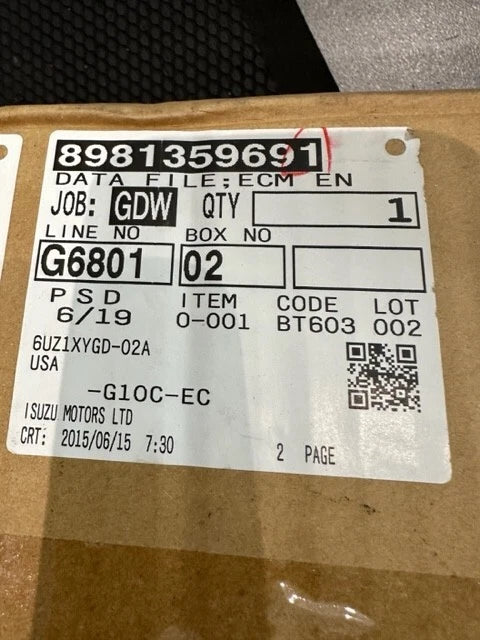 8981359691
DATA FILE;ECM EN
JOB: GDW QTY 1
LINE NO BOX NO
G6801 02
PSD ITEM CODE LOT
6/19 0-001 BT603 002
6UZ1XYGD-02A
USA
-G10C-EC
ISUZU MOTORS LTD
CRT: 2015/06/15 7:30 2 PAGE